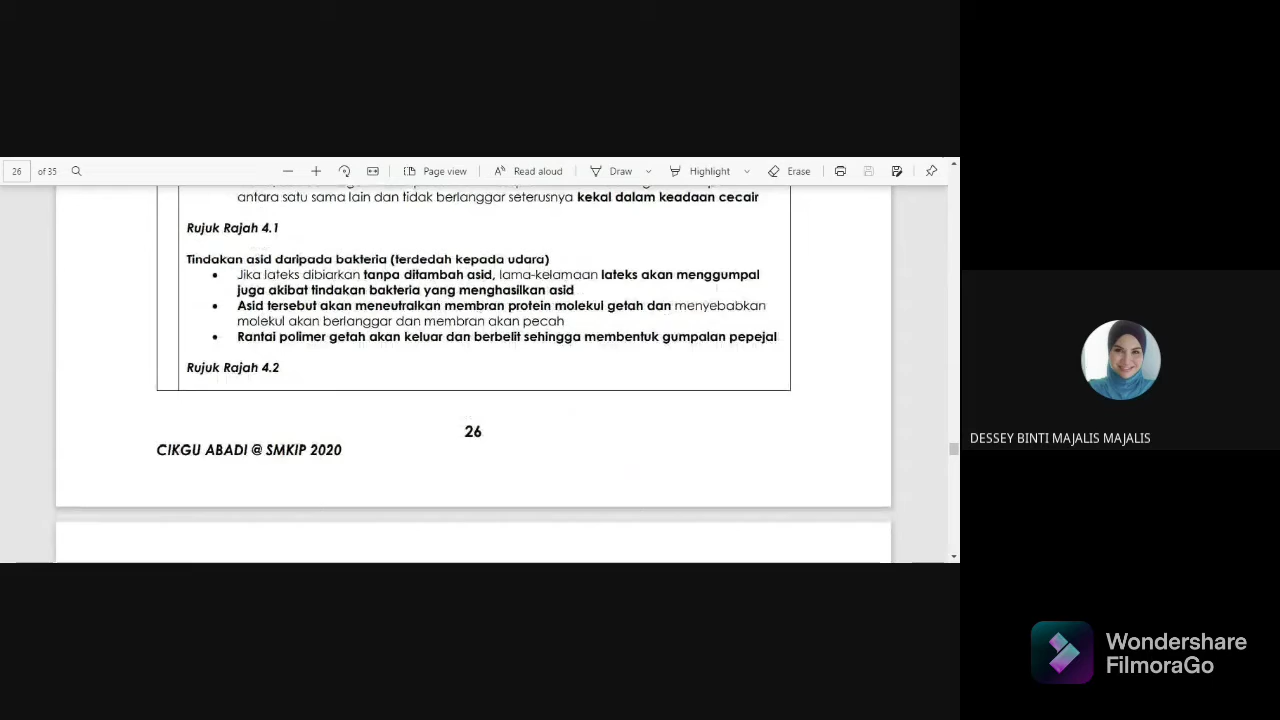 26 of 35 Page view Read aloud Draw Highlight Erase
antara satu sama lain dan tidak berlanggar seterusnya kekal dalam keadaan cecair
Rujuk Rajah 4.1
Tindakan asid daripada bakteria (terdedah kepada udara)
• Jika lateks dibiarkan tanpa ditambah asid, lama-kelamaan lateks akan menggumpal
juga akibat tindakan bakteria yang menghasilkan asid
• Asid tersebut akan meneutralkan membran protein molekul getah dan menyebabkan
molekul akan berlanggar dan membran akan pecah
• Rantai polimer getah akan keluar dan berbelit sehingga membentuk gumpalan pepejal
Rujuk Rajah 4.2
26
CIKGU ABADI @ SMKIP 2020
DESSEY BINTI MAJALIS MAJALIS
Wondershare
FilmoraGo